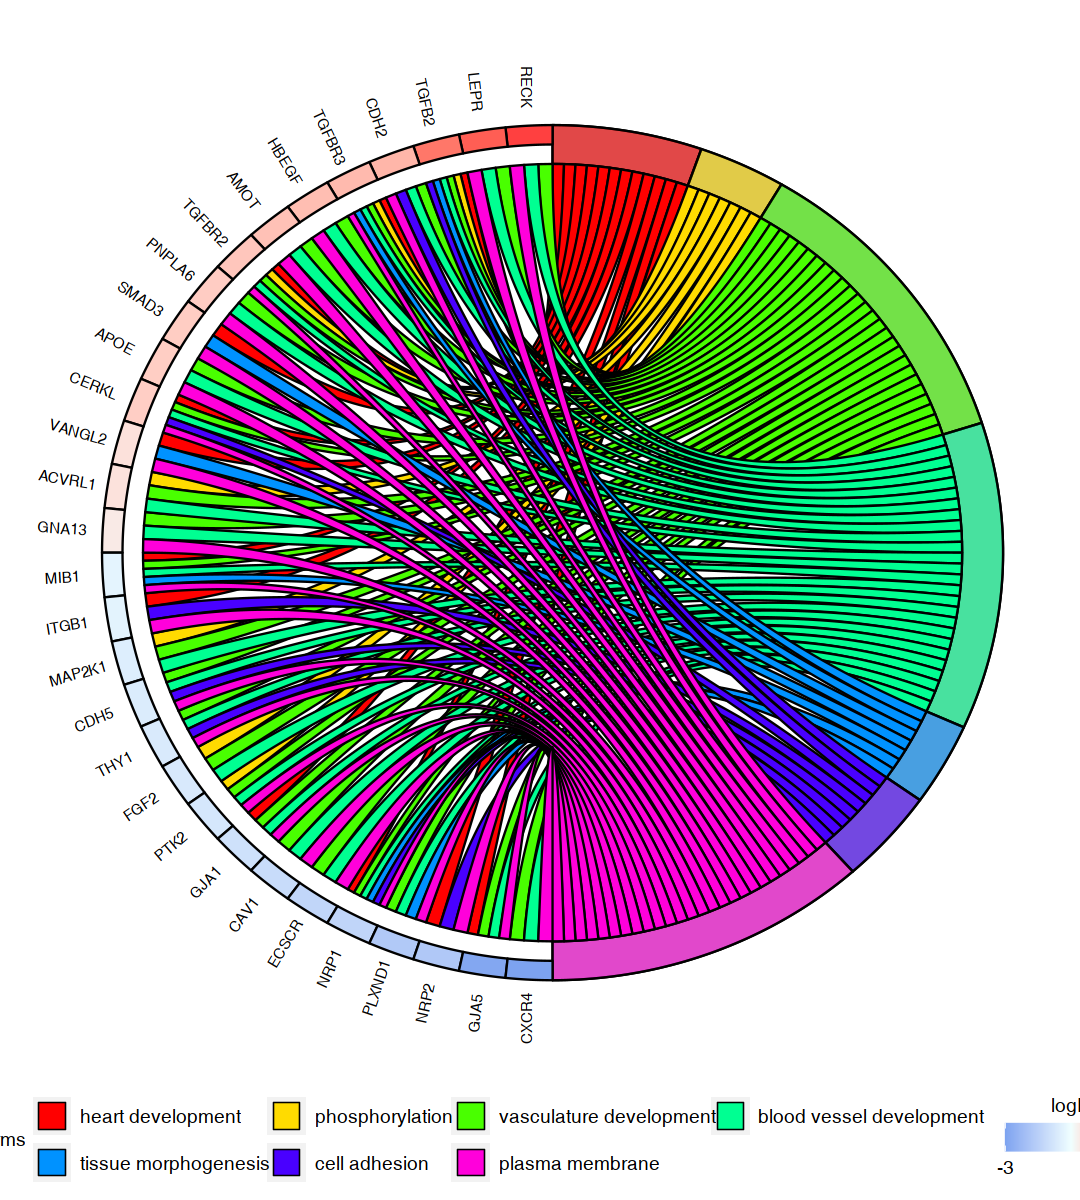 RECK
LEPR
TGFB2
CDH2
TGFBR3
HBEGF
AMOT
TGFBR2
PNPLA6
SMAD3
APOE
CERKL
VANGL2
ACVRL1
GNA13
MIB1
ITGB1
MAP2K1
CDH5
THY1
FGF2
PTK2
GJA1
CAV1
ECSCR
NRP1
PLXND1
NRP2
GJA5
CXCR4
ms
heart development phosphorylation vasculature development blood vessel development
tissue morphogenesis cell adhesion plasma membrane
logI
-3